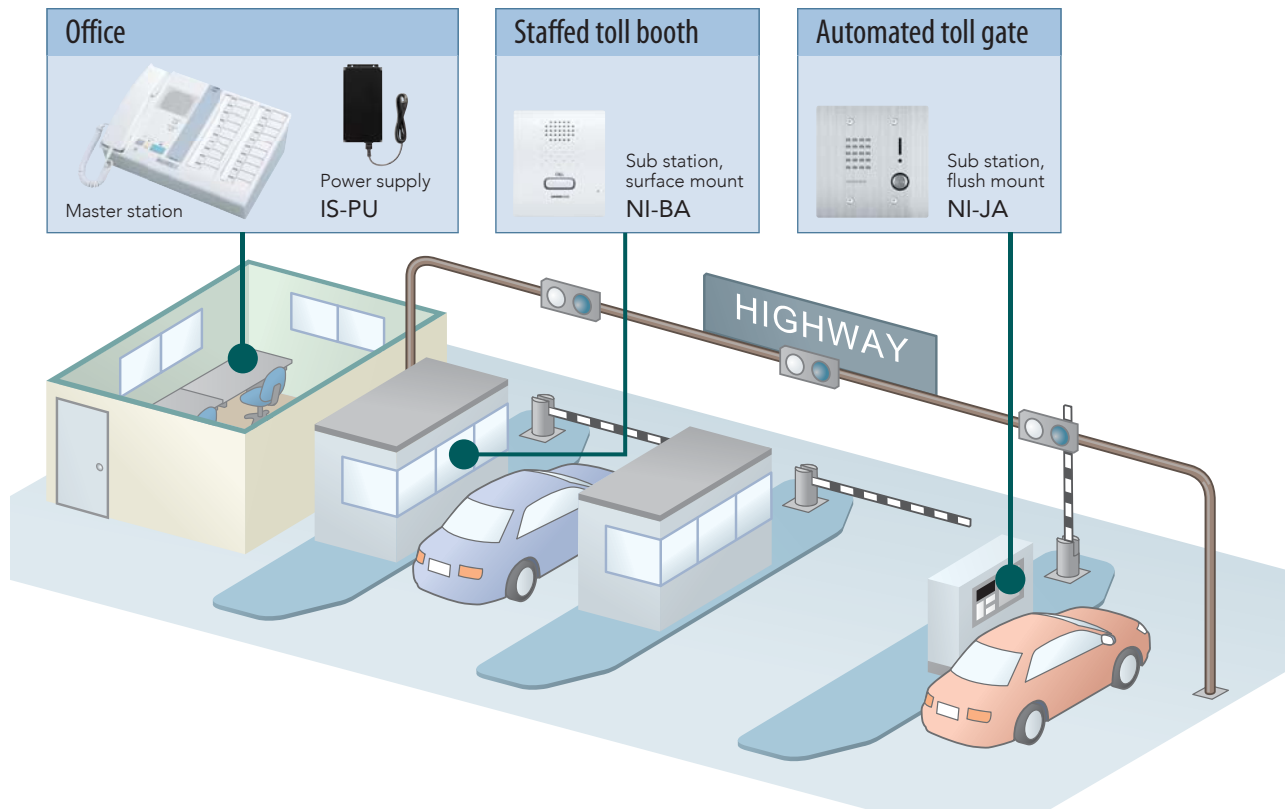 Office
Master station
Power supply
IS-PU
Staffed toll booth
Sub station,
surface mount
NI-BA
Automated toll gate
Sub station,
flush mount
NI-JA
HIGHWAY